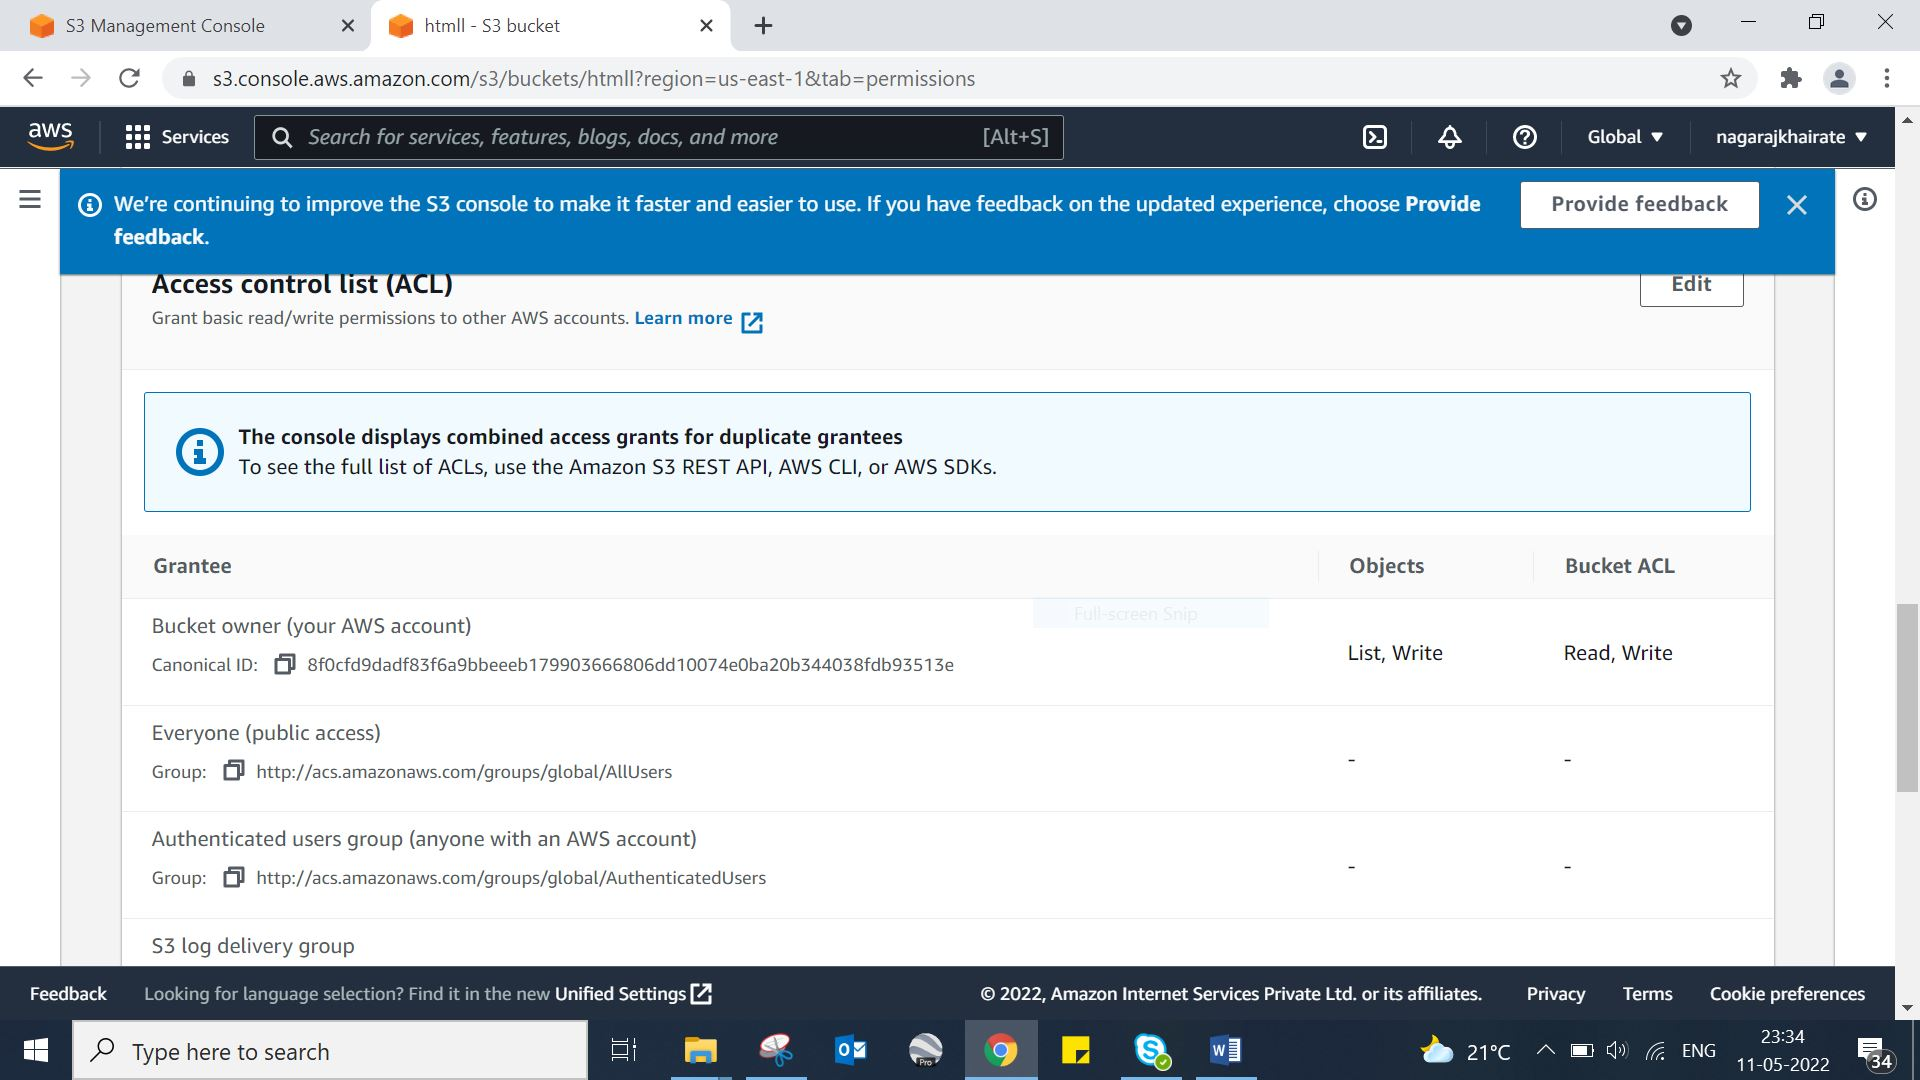 S3 Management Console
htmll - S3 bucket
s3.console.aws.amazon.com/s3/buckets/htmll?region=us-east-1&tab=permissions
aws
Services
Search for services, features, blogs, docs, and more
[Alt+S]
Global
nagarajkhairate
We're continuing to improve the S3 console to make it faster and easier to use. If you have feedback on the updated experience, choose Provide
feedback.
Provide feedback
Access control list (ACL)
Edit
Grant basic read/write permissions to other AWS accounts. Learn more
The console displays combined access grants for duplicate grantees
To see the full list of ACLs, use the Amazon S3 REST API, AWS CLI, or AWS SDKs.
Grantee
Objects
Bucket ACL
Full-screen Snip
Bucket owner (your AWS account)
Canonical ID: 8f0cfd9dadf83f6a9bbeeeb179903666806dd10074e0ba20b344038fdb93513e
List, Write
Read, Write
Everyone (public access)
Group: http://acs.amazonaws.com/groups/global/AllUsers
-
-
Authenticated users group (anyone with an AWS account)
Group: http://acs.amazonaws.com/groups/global/AuthenticatedUsers
-
-
S3 log delivery group
Feedback
Looking for language selection? Find it in the new Unified Settings
© 2022, Amazon Internet Services Private Ltd. or its affiliates.
Privacy
Terms
Cookie preferences
Type here to search
Pro
21°C
ENG
23:34
11-05-2022
34